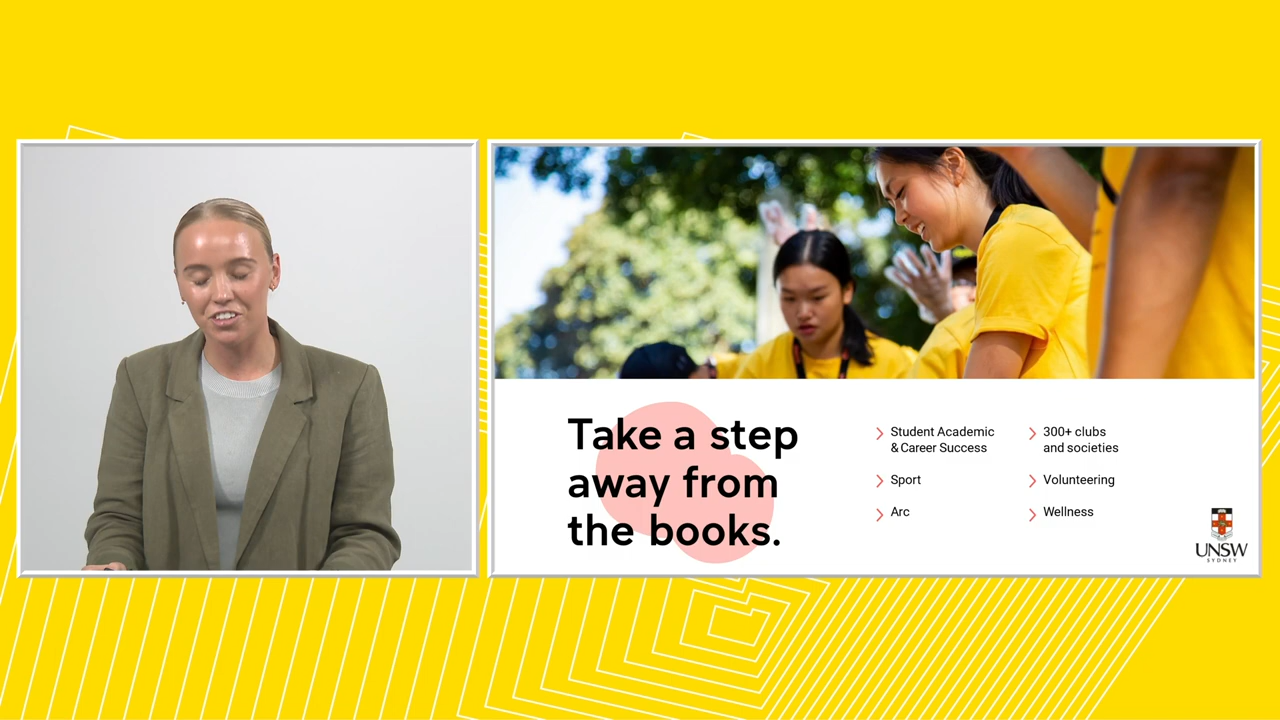 Take a step
away from
the books.
Student Academic
& Career Success
Sport
Arc
300+ clubs
and societies
Volunteering
Wellness
UNSW
SYDNEY